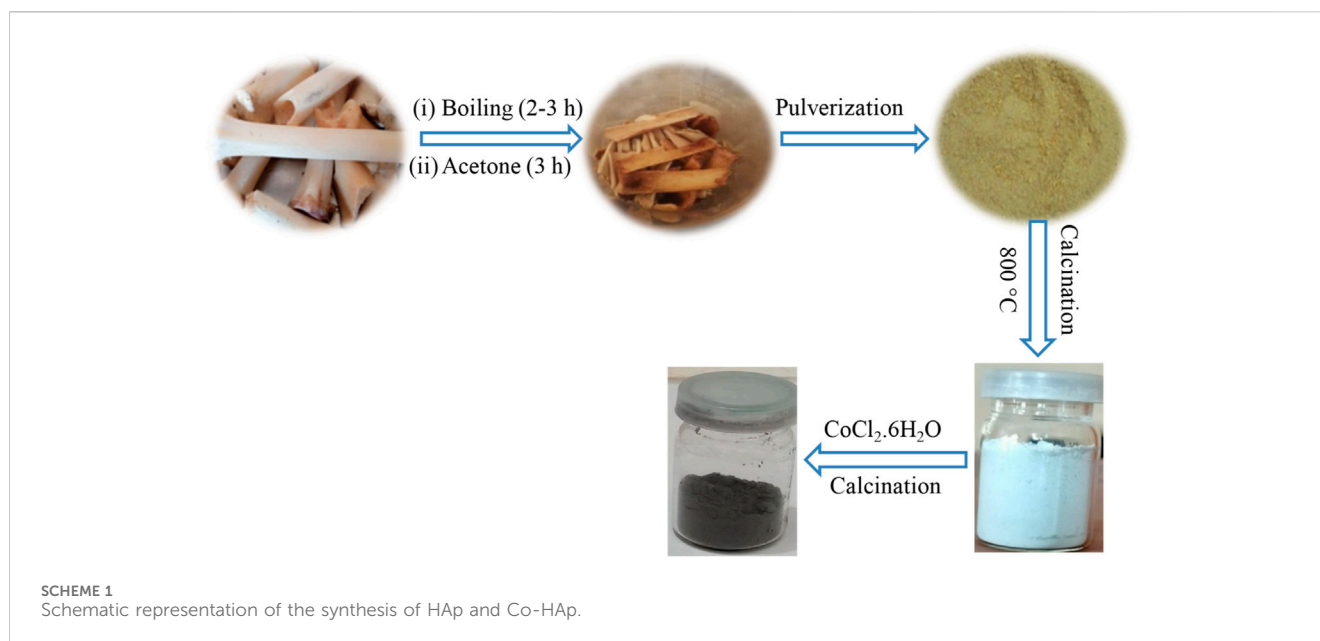 (i) Boiling (2-3 h)
(ii) Acetone (3 h)
Pulverization
Calcination
800 °C
CoCl₂.6H₂O
Calcination
SCHEME 1
Schematic representation of the synthesis of HAp and Co-HAp.